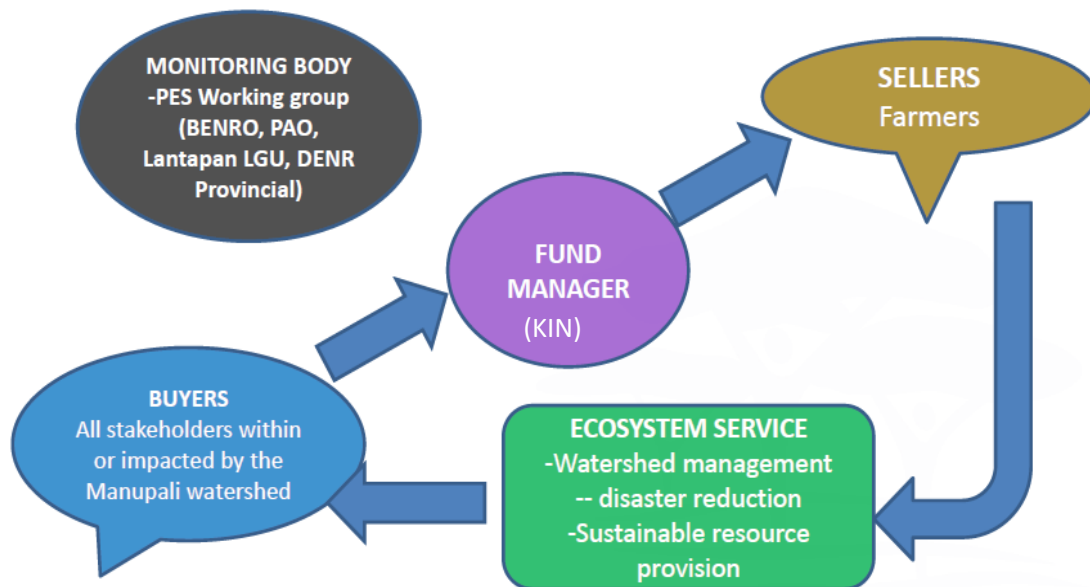 MONITORING BODY
-PES Working group
(BENRO, PAO,
Lantapan LGU, DENR
Provincial)
SELLERS
Farmers
FUND
MANAGER
(KIN)
BUYERS
All stakeholders within
or impacted by the
Manupali watershed
ECOSYSTEM SERVICE
-Watershed management
-- disaster reduction
-Sustainable resource
provision